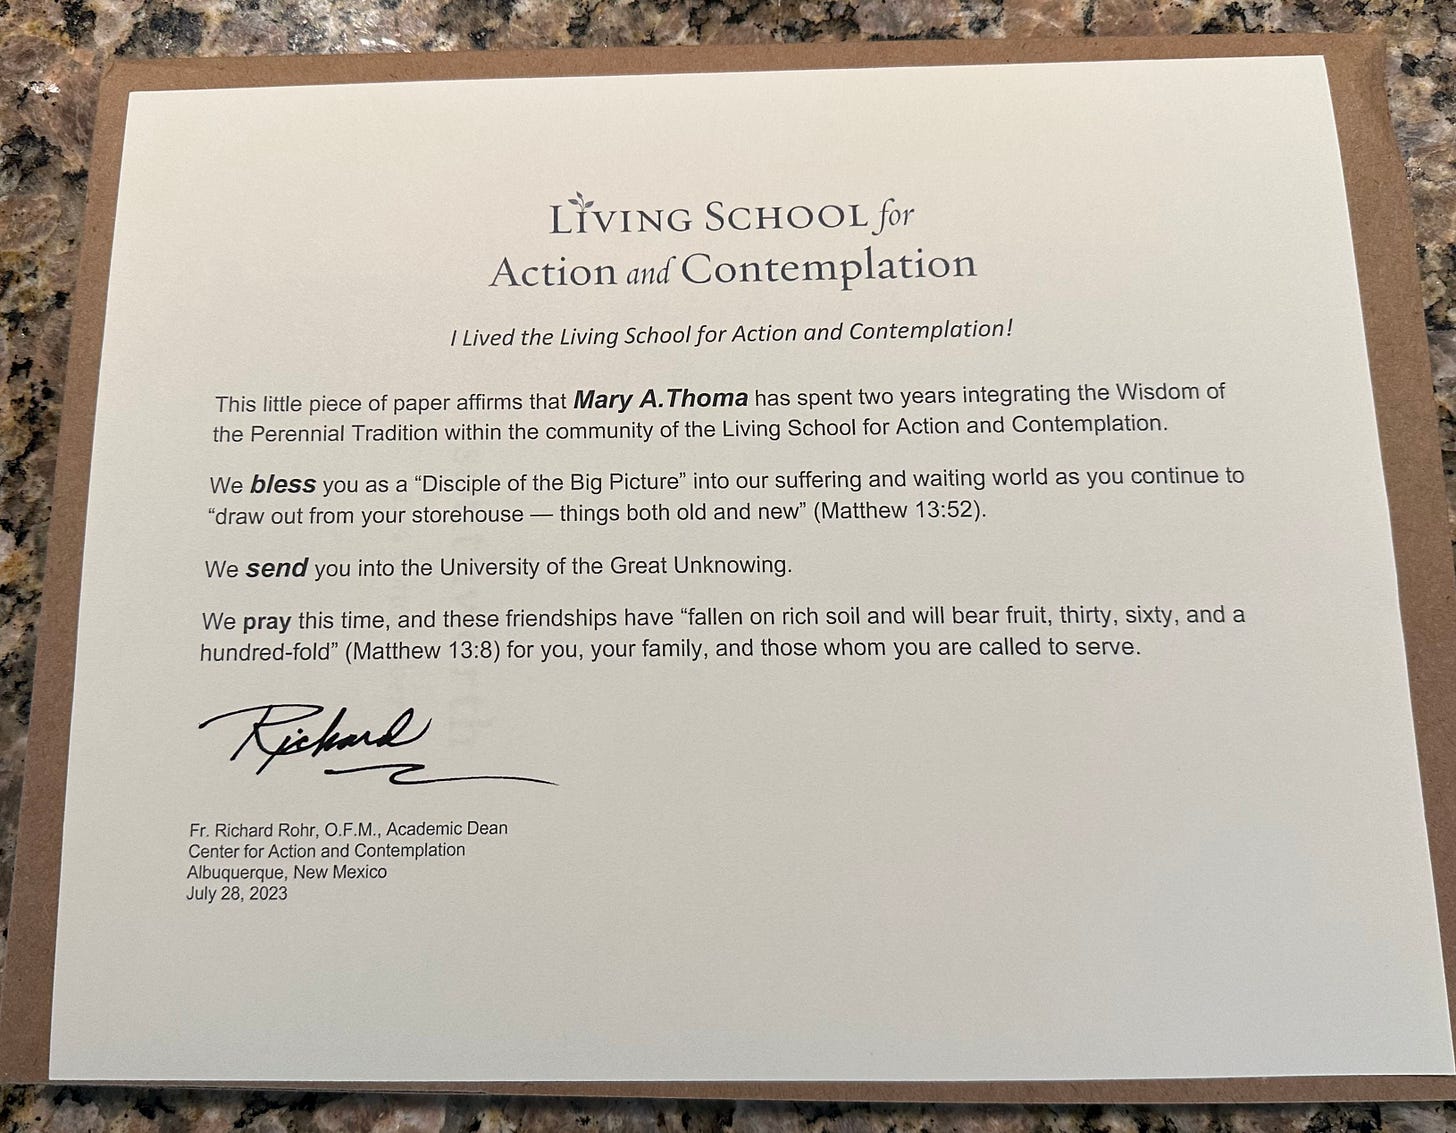 LIVING SCHOOL for
Action and Contemplation
I Lived the Living School for Action and Contemplation!
This little piece of paper affirms that Mary A.Thoma has spent two years integrating the Wisdom of
the Perennial Tradition within the community of the Living School for Action and Contemplation.
We bless you as a “Disciple of the Big Picture” into our suffering and waiting world as you continue to
“draw out from your storehouse — things both old and new” (Matthew 13:52).
We send you into the University of the Great Unknowing.
We pray this time, and these friendships have “fallen on rich soil and will bear fruit, thirty, sixty, and a
hundred-fold” (Matthew 13:8) for you, your family, and those whom you are called to serve.
Richard
Fr. Richard Rohr, O.F.M., Academic Dean
Center for Action and Contemplation
Albuquerque, New Mexico
July 28, 2023